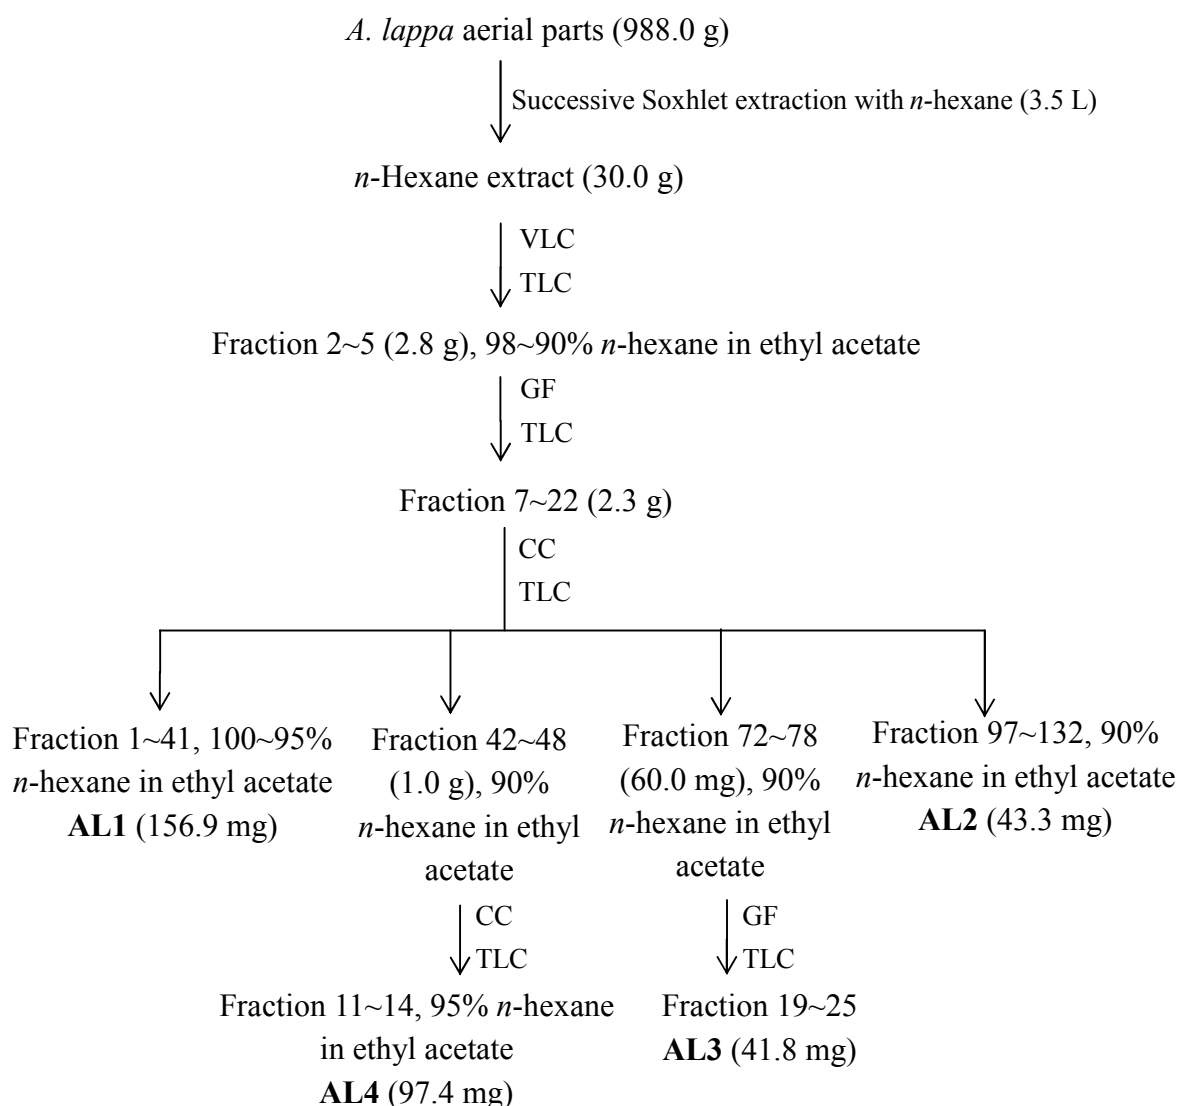 A. lappa aerial parts (988.0 g)
Successive Soxhlet extraction with n-hexane (3.5 L)
n-Hexane extract (30.0 g)
VLC
TLC
Fraction 2~5 (2.8 g), 98~90% n-hexane in ethyl acetate
GF
TLC
Fraction 7~22 (2.3 g)
CC
TLC
Fraction 1~41, 100~95%
n-hexane in ethyl acetate
AL1 (156.9 mg)
Fraction 42~48
(1.0 g), 90%
n-hexane in ethyl
acetate
CC
TLC
Fraction 11~14, 95% n-hexane
in ethyl acetate
AL4 (97.4 mg)
Fraction 72~78
(60.0 mg), 90%
n-hexane in ethyl
acetate
GF
TLC
Fraction 19~25
AL3 (41.8 mg)
Fraction 97~132, 90%
n-hexane in ethyl acetate
AL2 (43.3 mg)